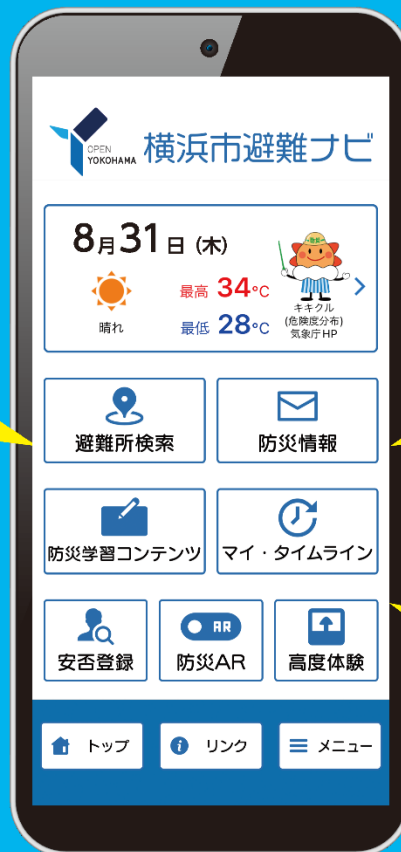 OPEN
YOKOHAMA
横浜市避難ナビ
8月31日(木)
晴れ
最高 34℃
最低 28℃
キキクル
(危険度分布)
気象庁HP
避難所検索
防災情報
防災学習コンテンツ
マイ・タイムライン
AR
安否登録
防災AR
高度体験
トップ
リンク
メニュー